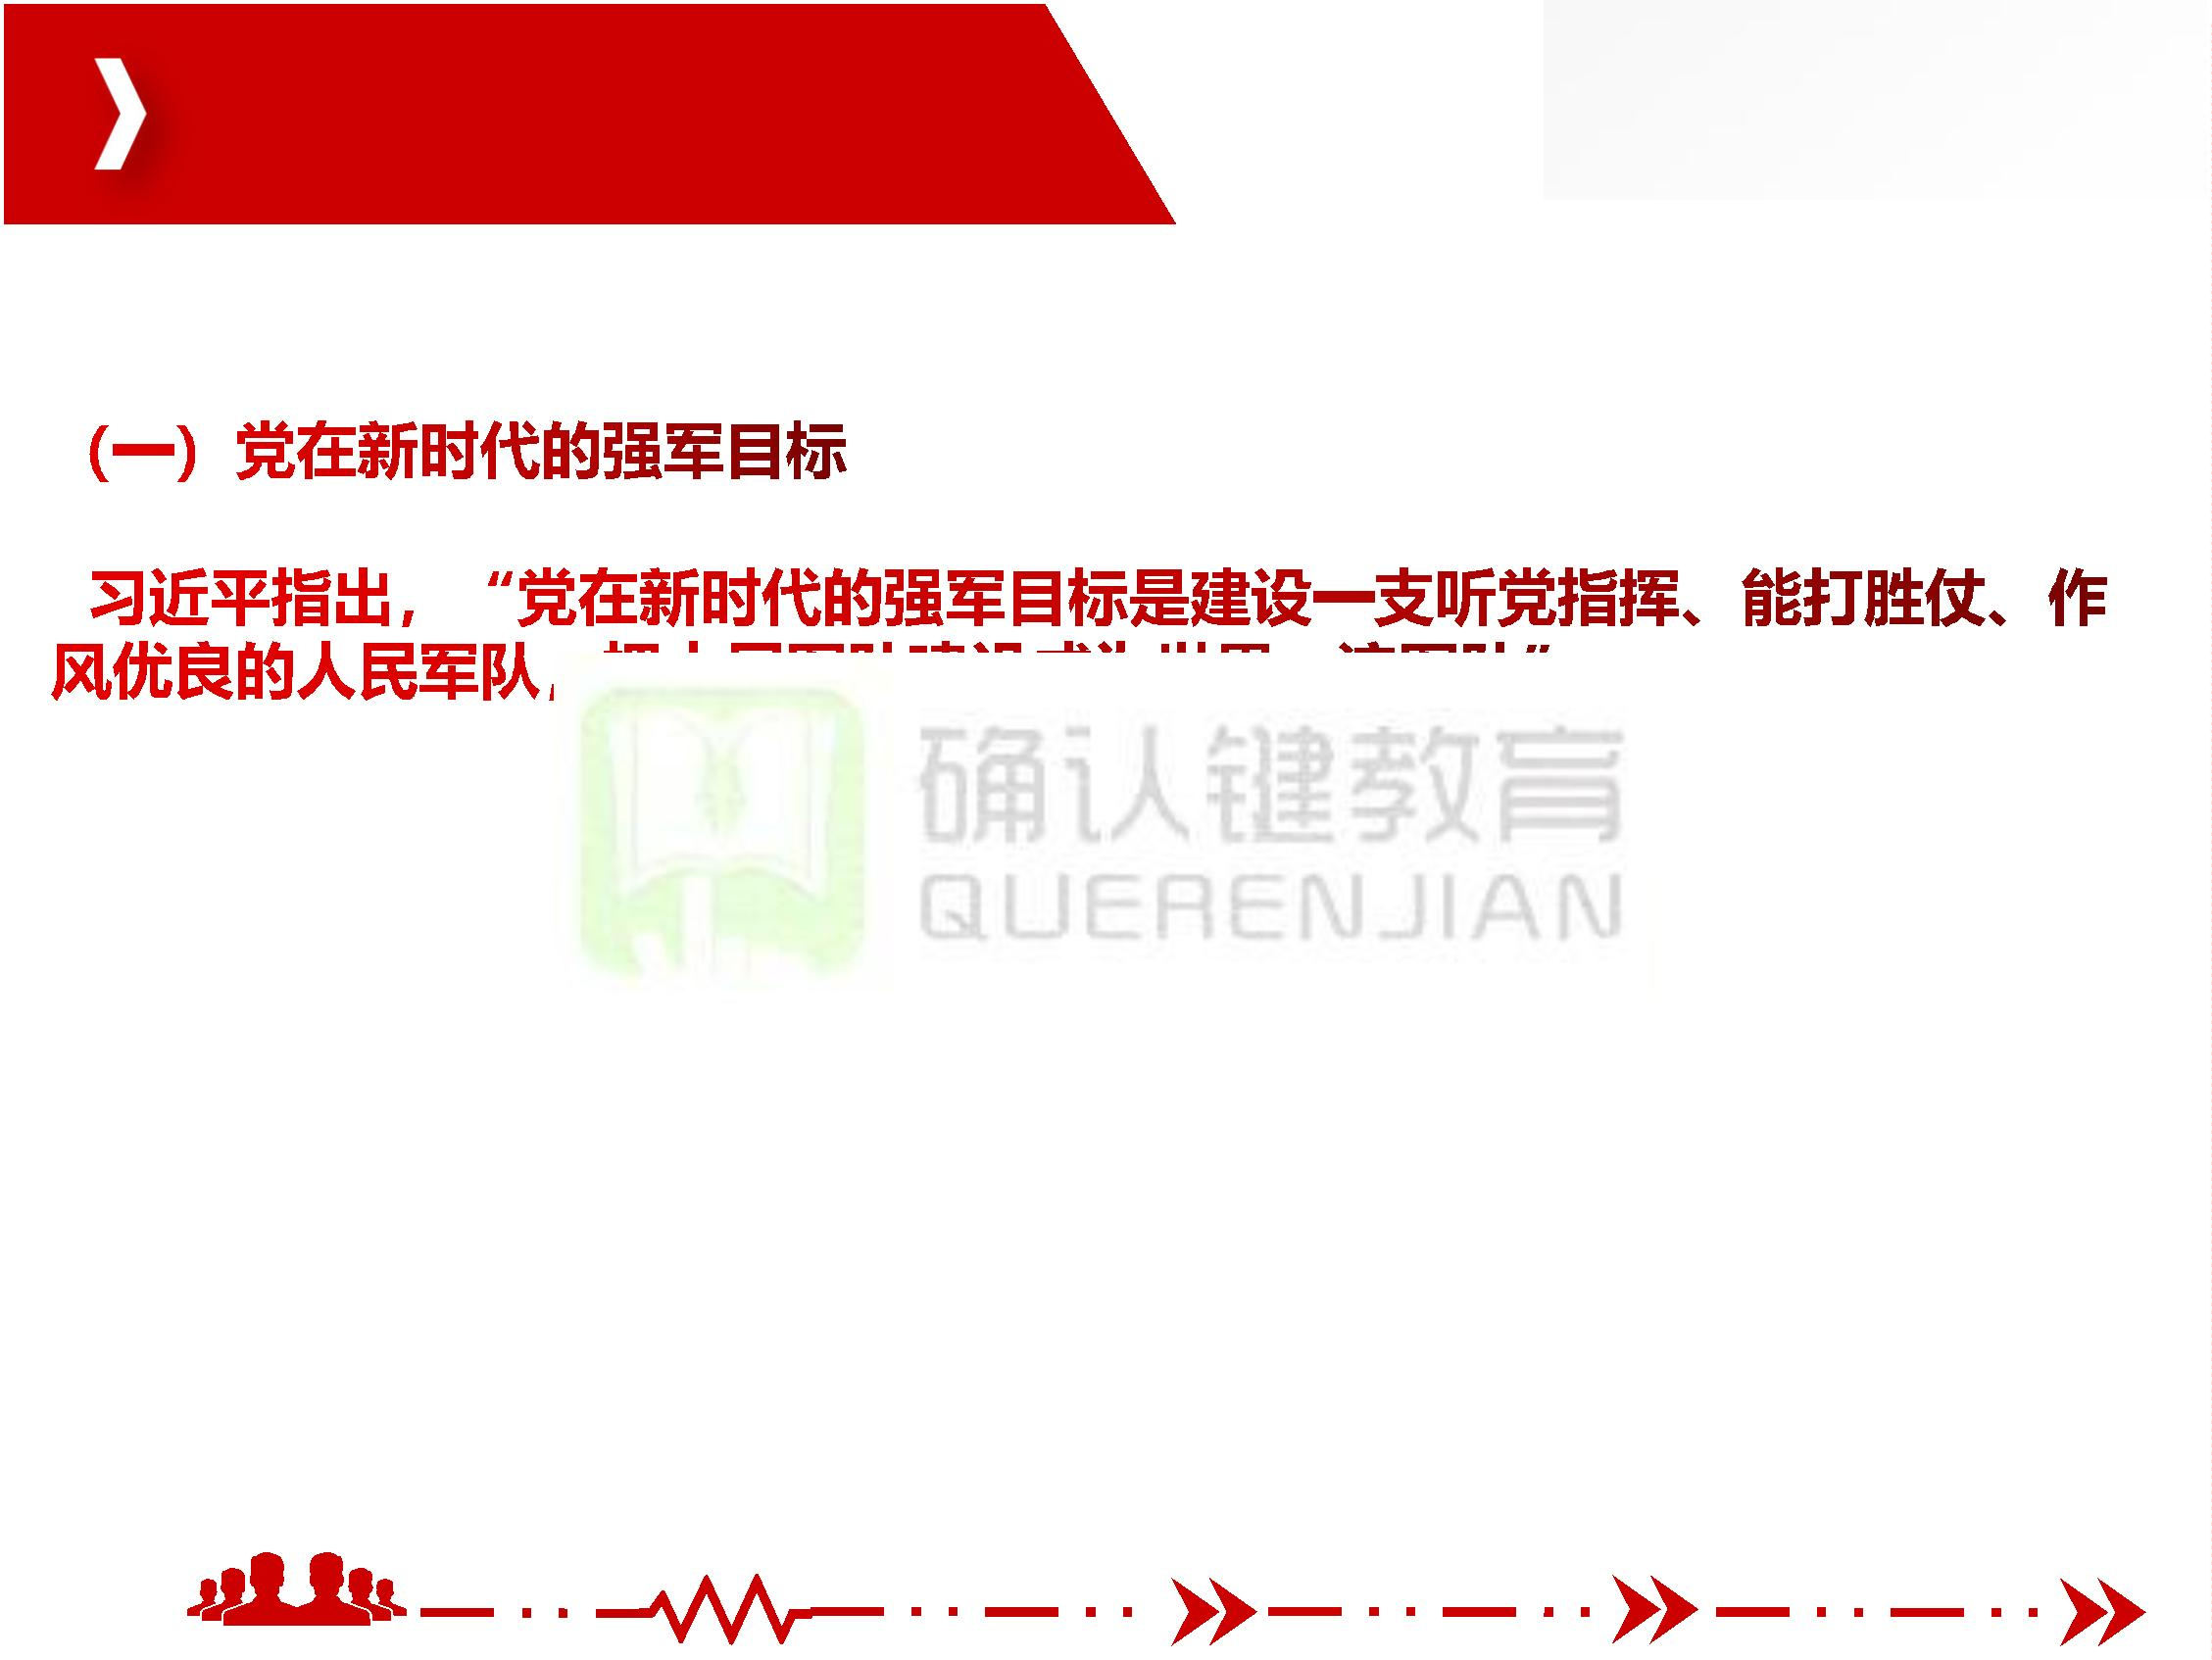 (一) 党在新时代的强军目标
习近平指出，“党在新时代的强军目标是建设一支听党指挥、能打胜仗、作
风优良的人民军队，
确认键教育
QUERENJIAN